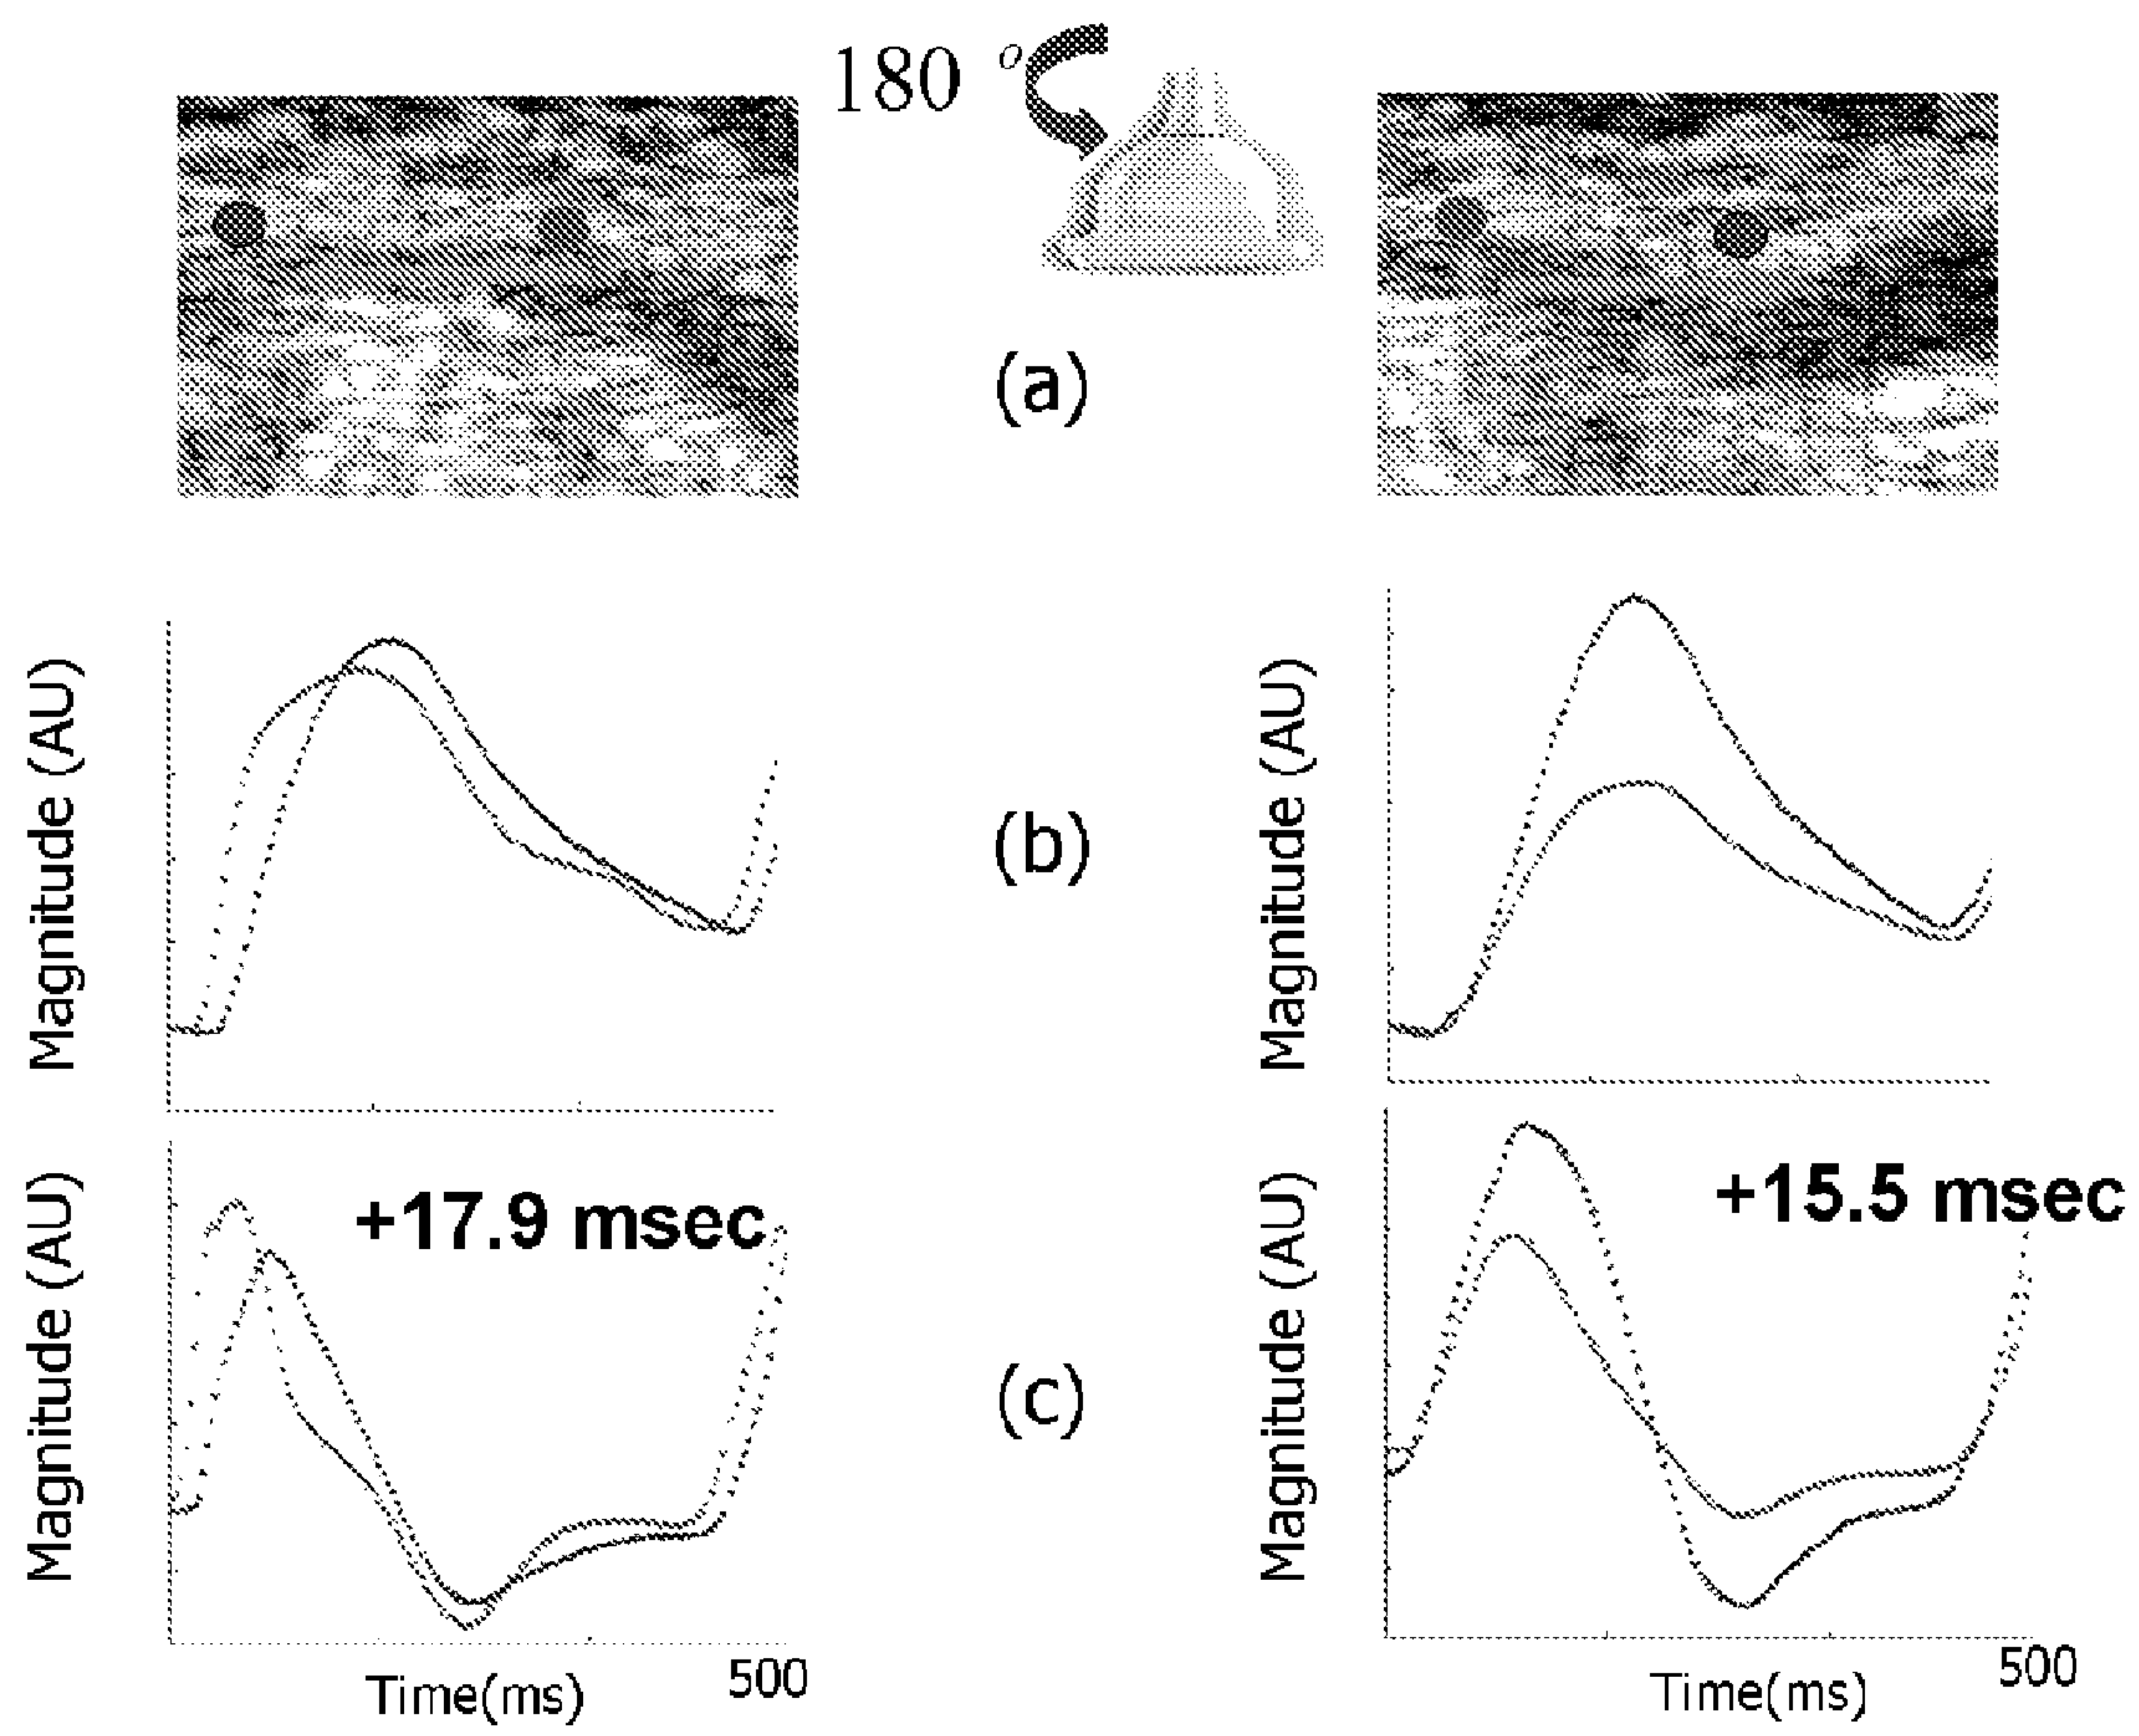 180 °
(a)
Magnitude (AU)
(b)
Magnitude (AU)
Magnitude (AU)
+17.9 msec
(c)
Magnitude (AU)
+15.5 msec
Time(ms)
500
Time(ms)
500